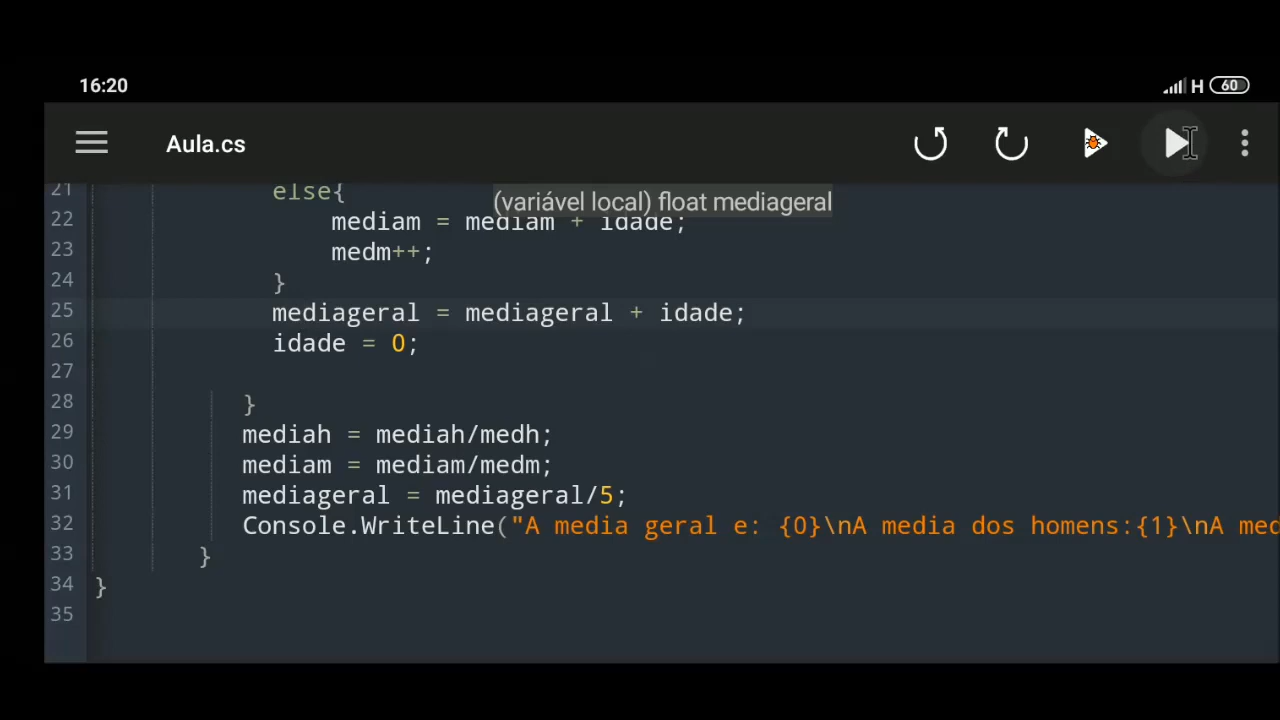 16:20
H 60
Aula.cs
(variável local) float mediageral
21 else{
22 mediam = mediam + idade;
23 medm++;
24 }
25 mediageral = mediageral + idade;
26 idade = 0;
27
28 }
29 mediah = mediah/medh;
30 mediam = mediam/medm;
31 mediageral = mediageral/5;
32 Console.WriteLine("A media geral e: {0}\nA media dos homens:{1}\nA med
33 }
34 }
35